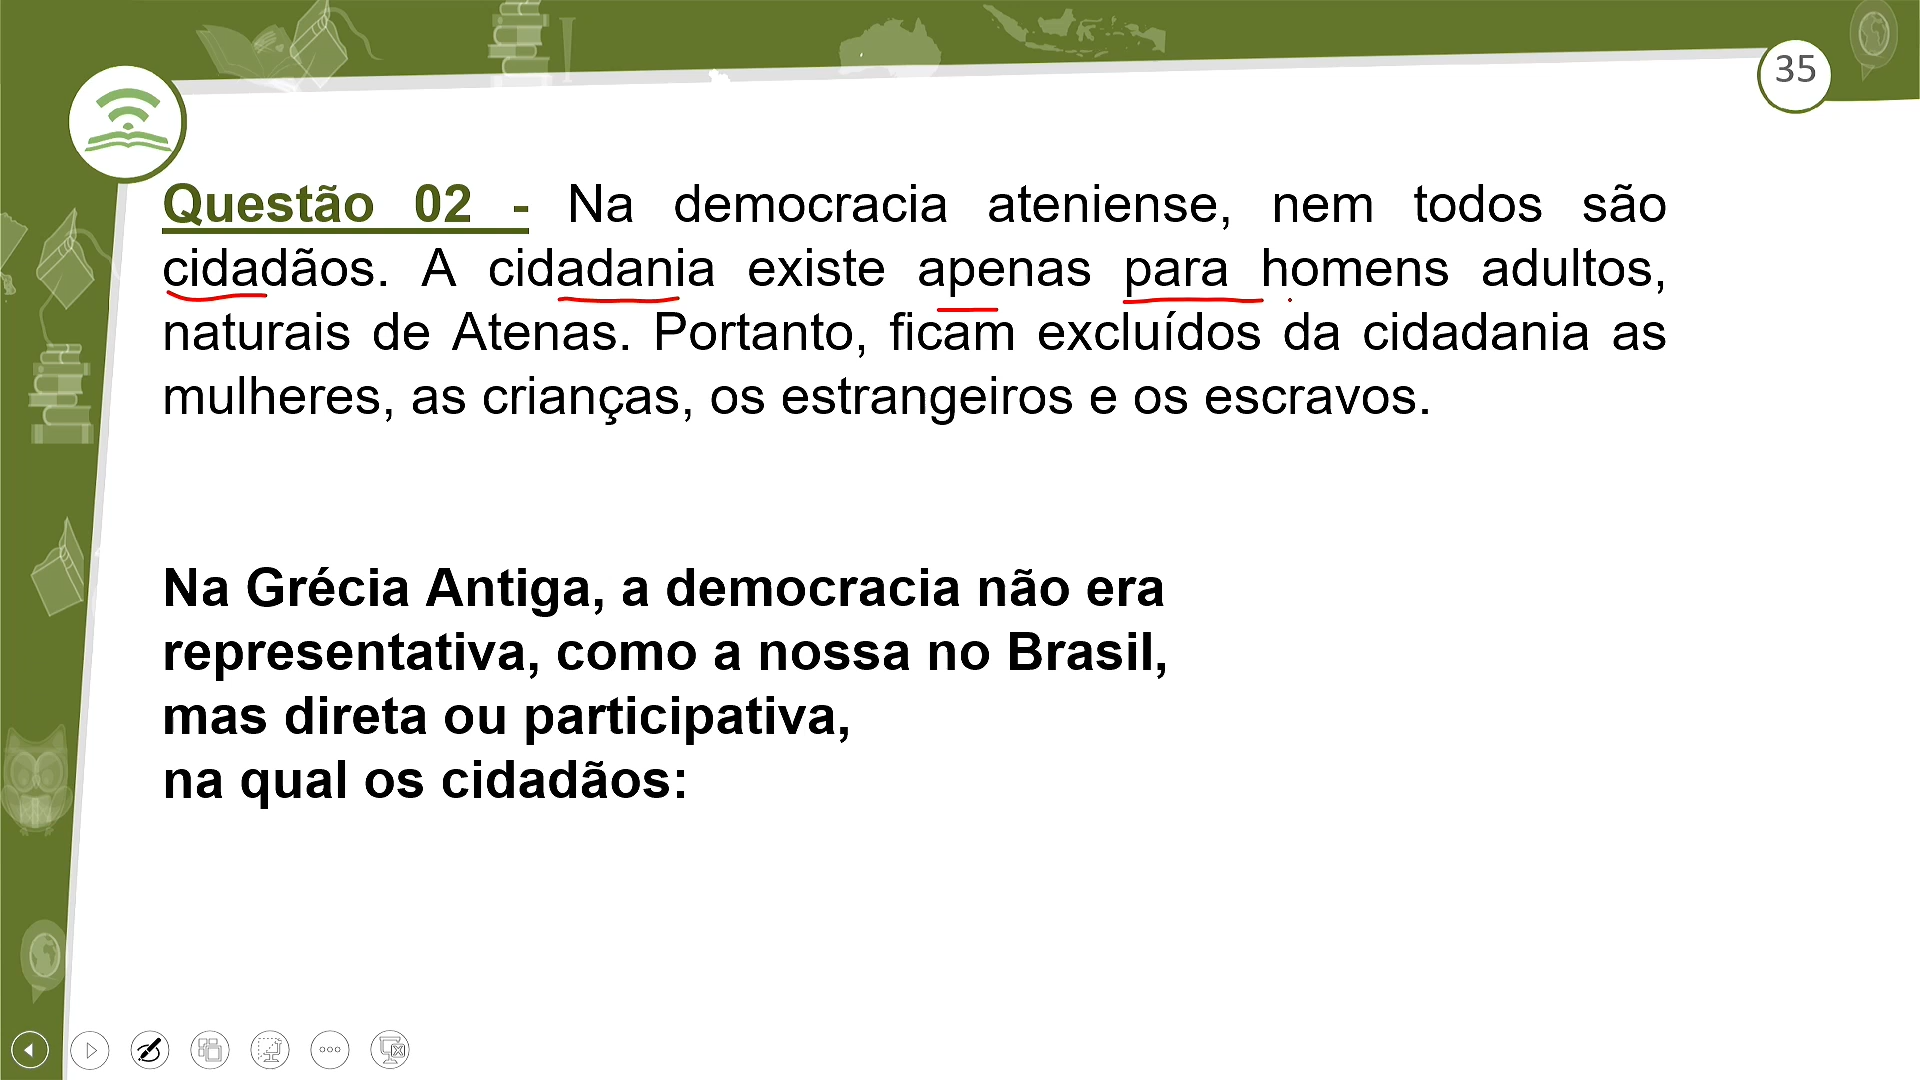 35
Questão 02 - Na democracia ateniense, nem todos são
cidadãos. A cidadania existe apenas para homens adultos,
naturais de Atenas. Portanto, ficam excluídos da cidadania as
mulheres, as crianças, os estrangeiros e os escravos.
Na Grécia Antiga, a democracia não era
representativa, como a nossa no Brasil,
mas direta ou participativa,
na qual os cidadãos: